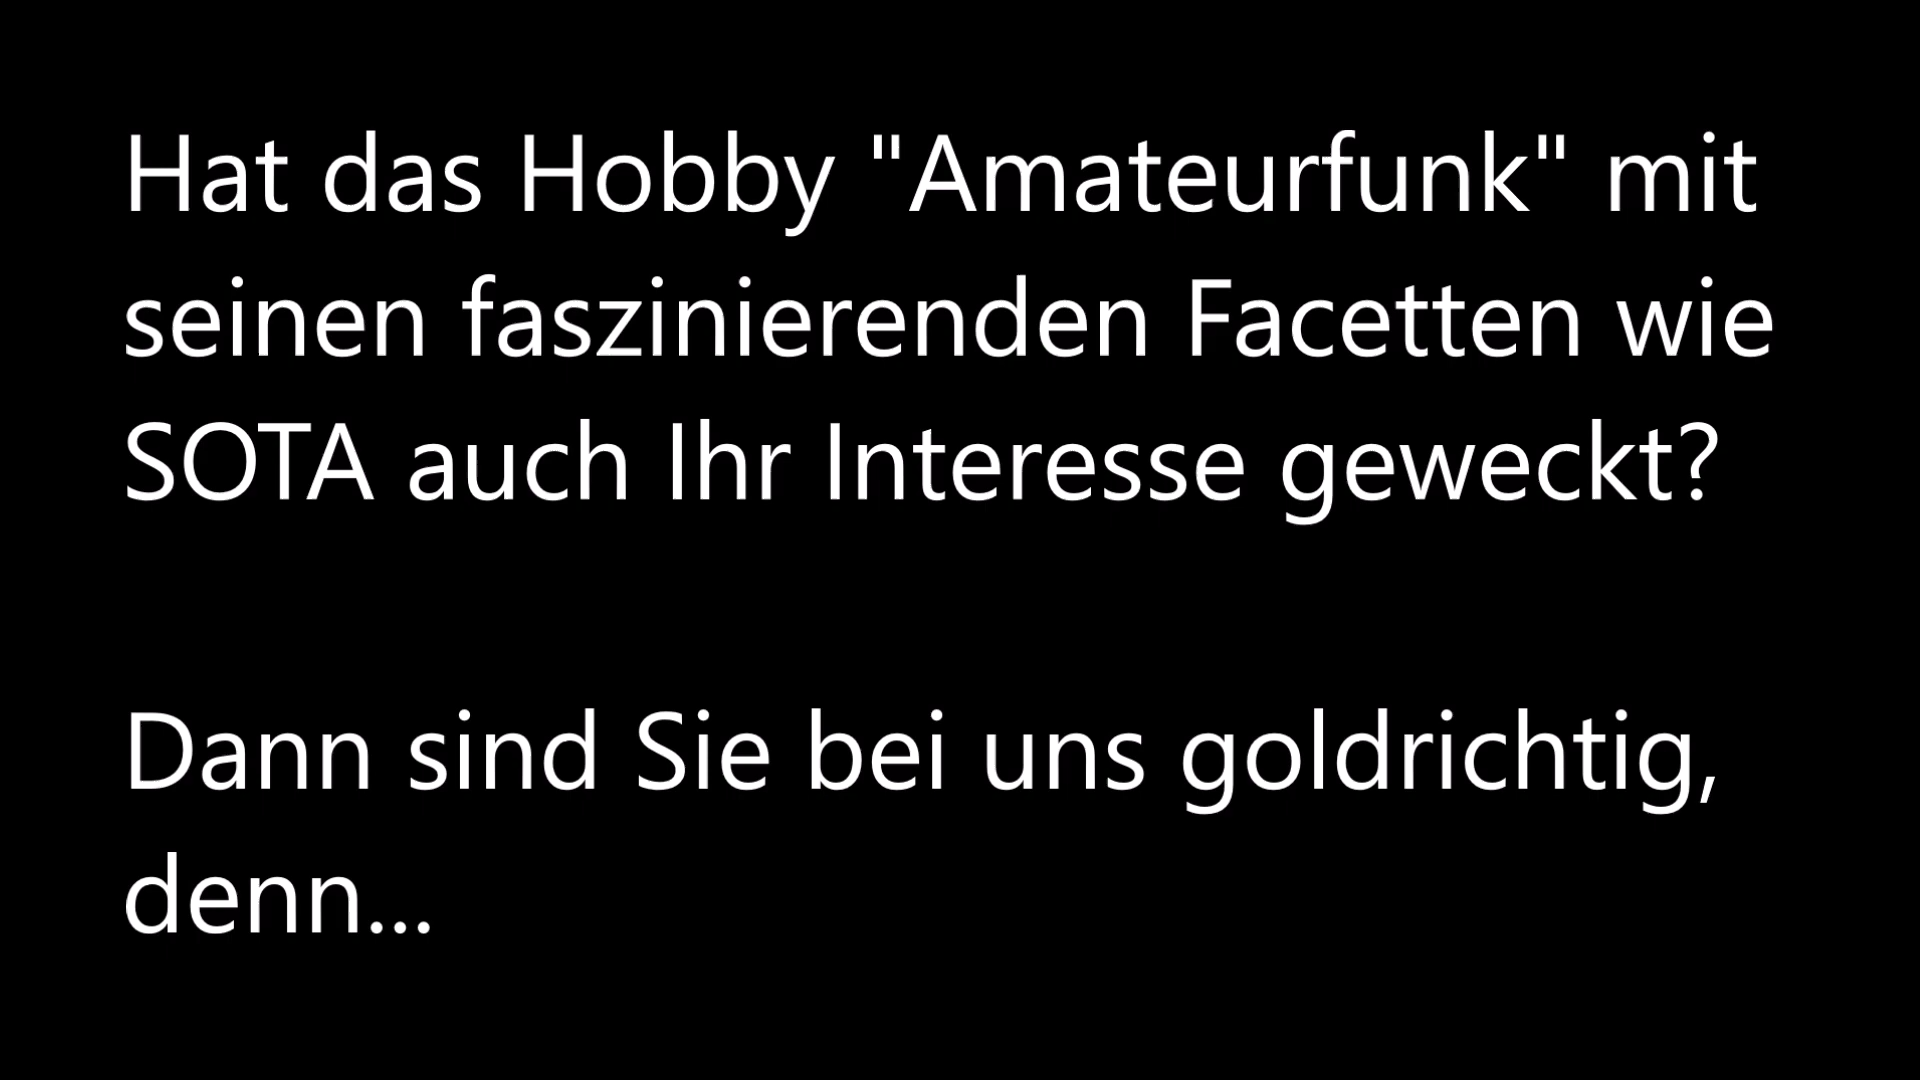 Hat das Hobby "Amateurfunk" mit
seinen faszinierenden Facetten wie
SOTA auch Ihr Interesse geweckt?
Dann sind Sie bei uns goldrichtig,
denn...